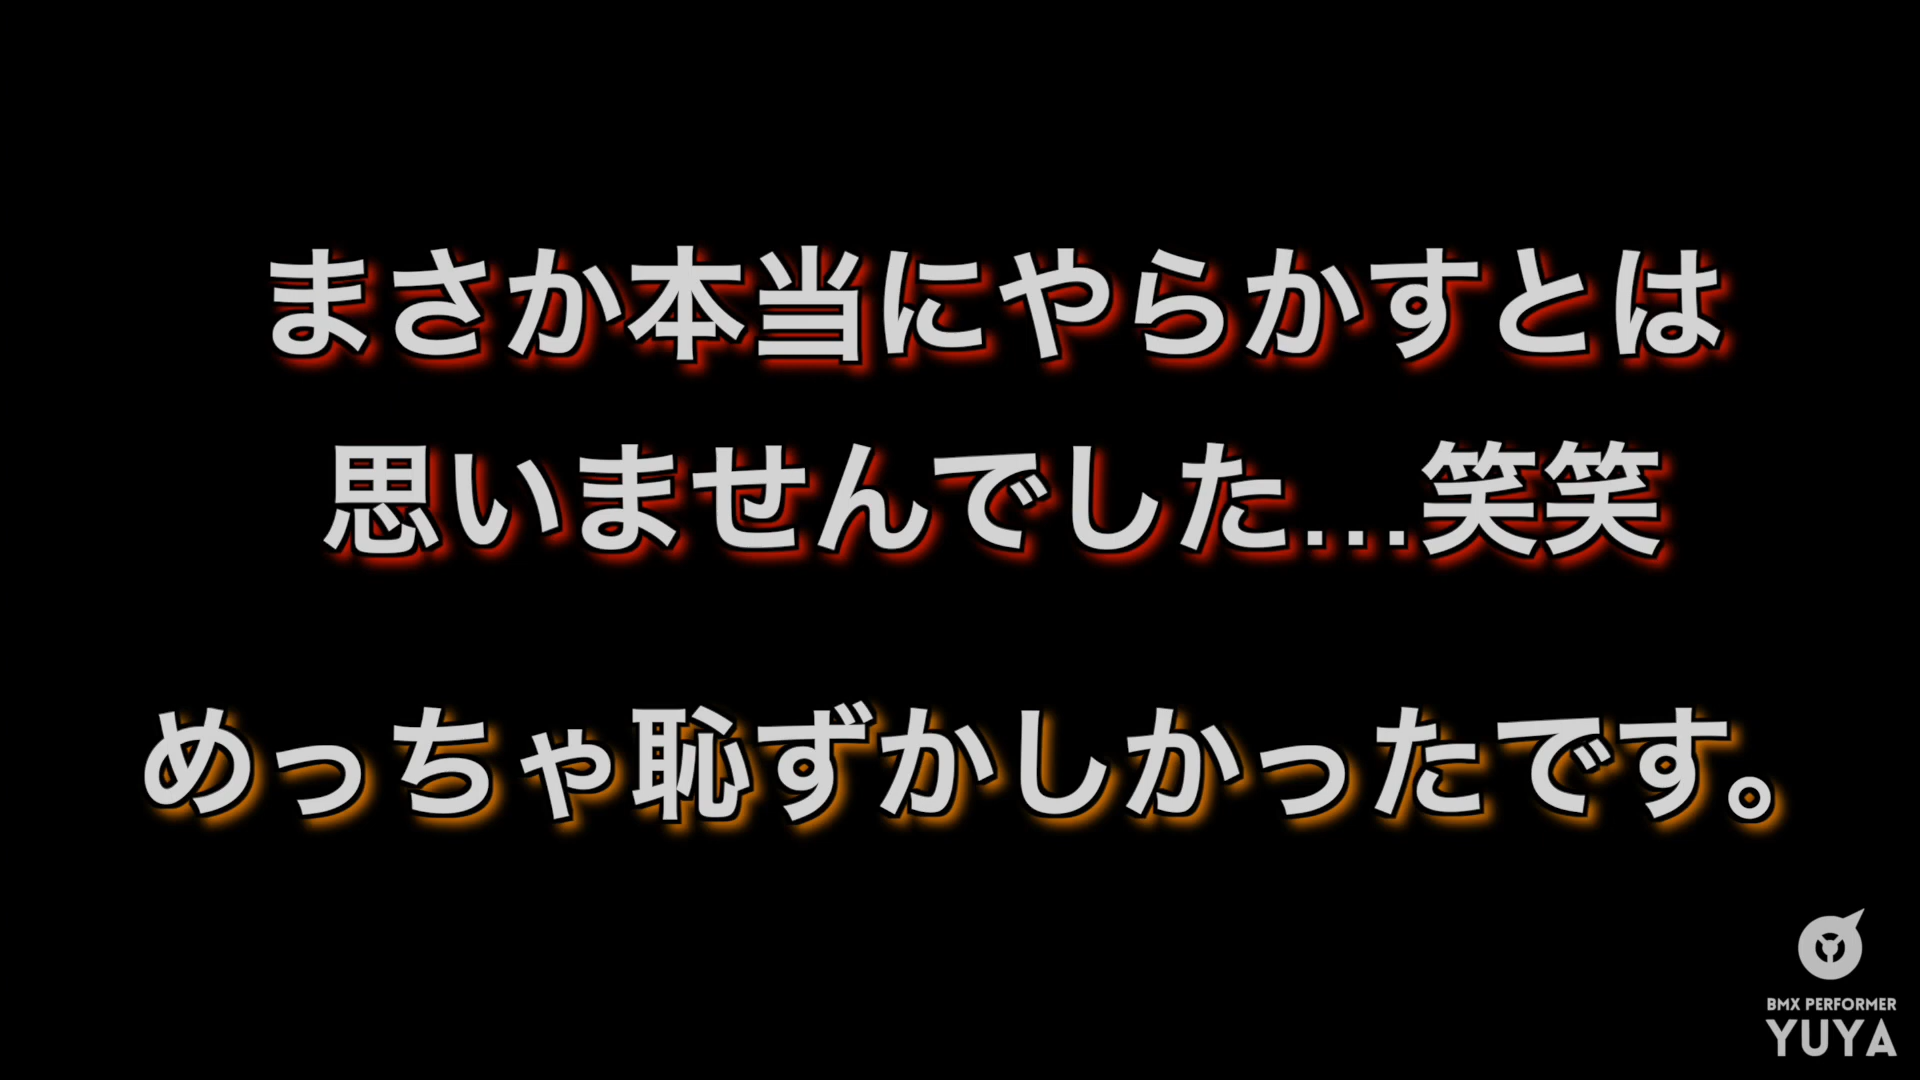 まさか本当にやらかすとは
思いませんでした…笑笑
めっちゃ恥ずかしかったです。
BMX PERFORMER
YUYA